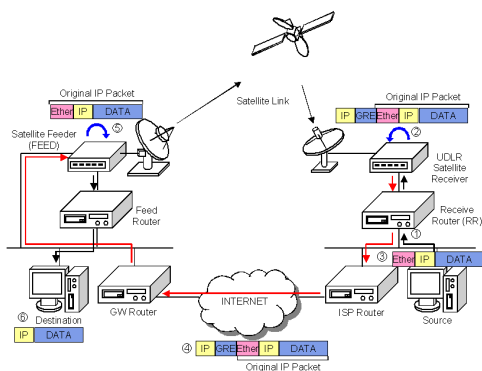 Original IP Packet
Ether IP DATA
⑤
Satellite Feeder
(FEED)
Satellite Link
Original IP Packet
IP GRE Ether IP DATA
②
UDLR
Satellite
Receiver
Feed
Router
Receive
Router (RR)
①
③ Ether IP DATA
⑥ Destination
IP DATA
GW Router
INTERNET
ISP Router
Source
④ IP GRE Ether IP DATA
Original IP Packet